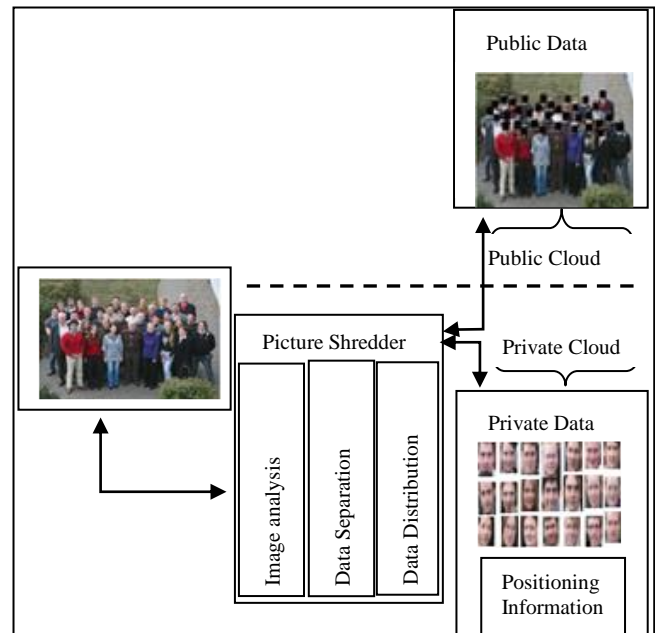 Public Data
Public Cloud
Picture Shredder
Image analysis
Data Separation
Data Distribution
Private Cloud
Private Data
Positioning
Information